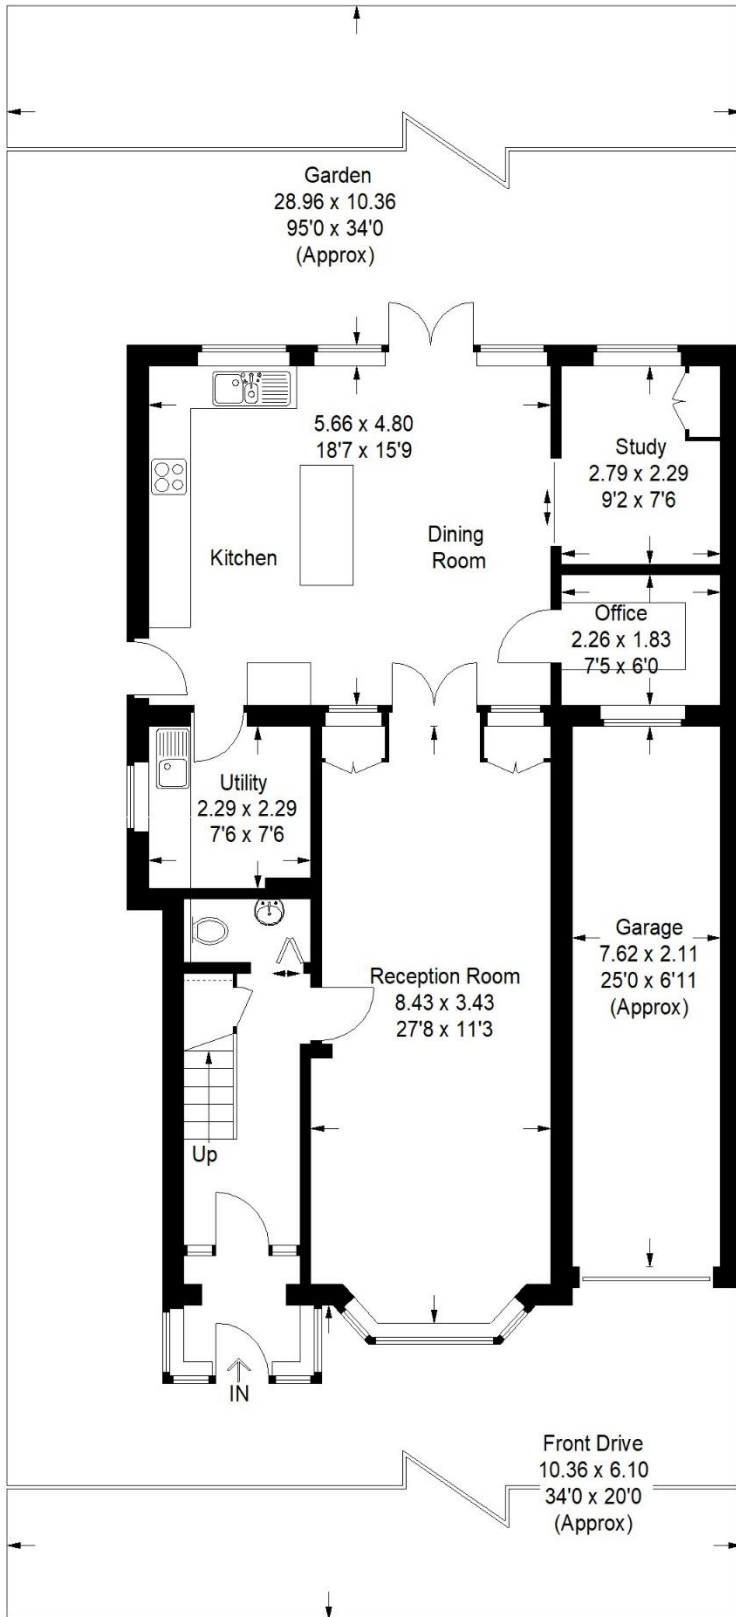 Garden
28.96 x 10.36
95'0 x 34'0
(Approx)
5.66 x 4.80
18'7 x 15'9
Study
2.79 x 2.29
9'2 x 7'6
Kitchen
Dining
Room
Office
2.26 x 1.83
7'5 x 6'0
Utility
2.29 x 2.29
7'6 x 7'6
Garage
7.62 x 2.11
25'0 x 6'11
(Approx)
Reception Room
8.43 x 3.43
27'8 x 11'3
Up
IN
Front Drive
10.36 x 6.10
34'0 x 20'0
(Approx)